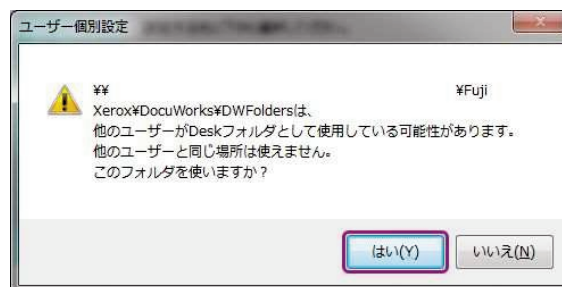 ユーザー個別設定
¥¥ ¥Fuji
Xerox¥DocuWorks¥DWFoldersは、
他のユーザーがDeskフォルダとして使用している可能性があります。
他のユーザーと同じ場所は使えません。
このフォルダを使いますか？
はい(Y) いいえ(N)